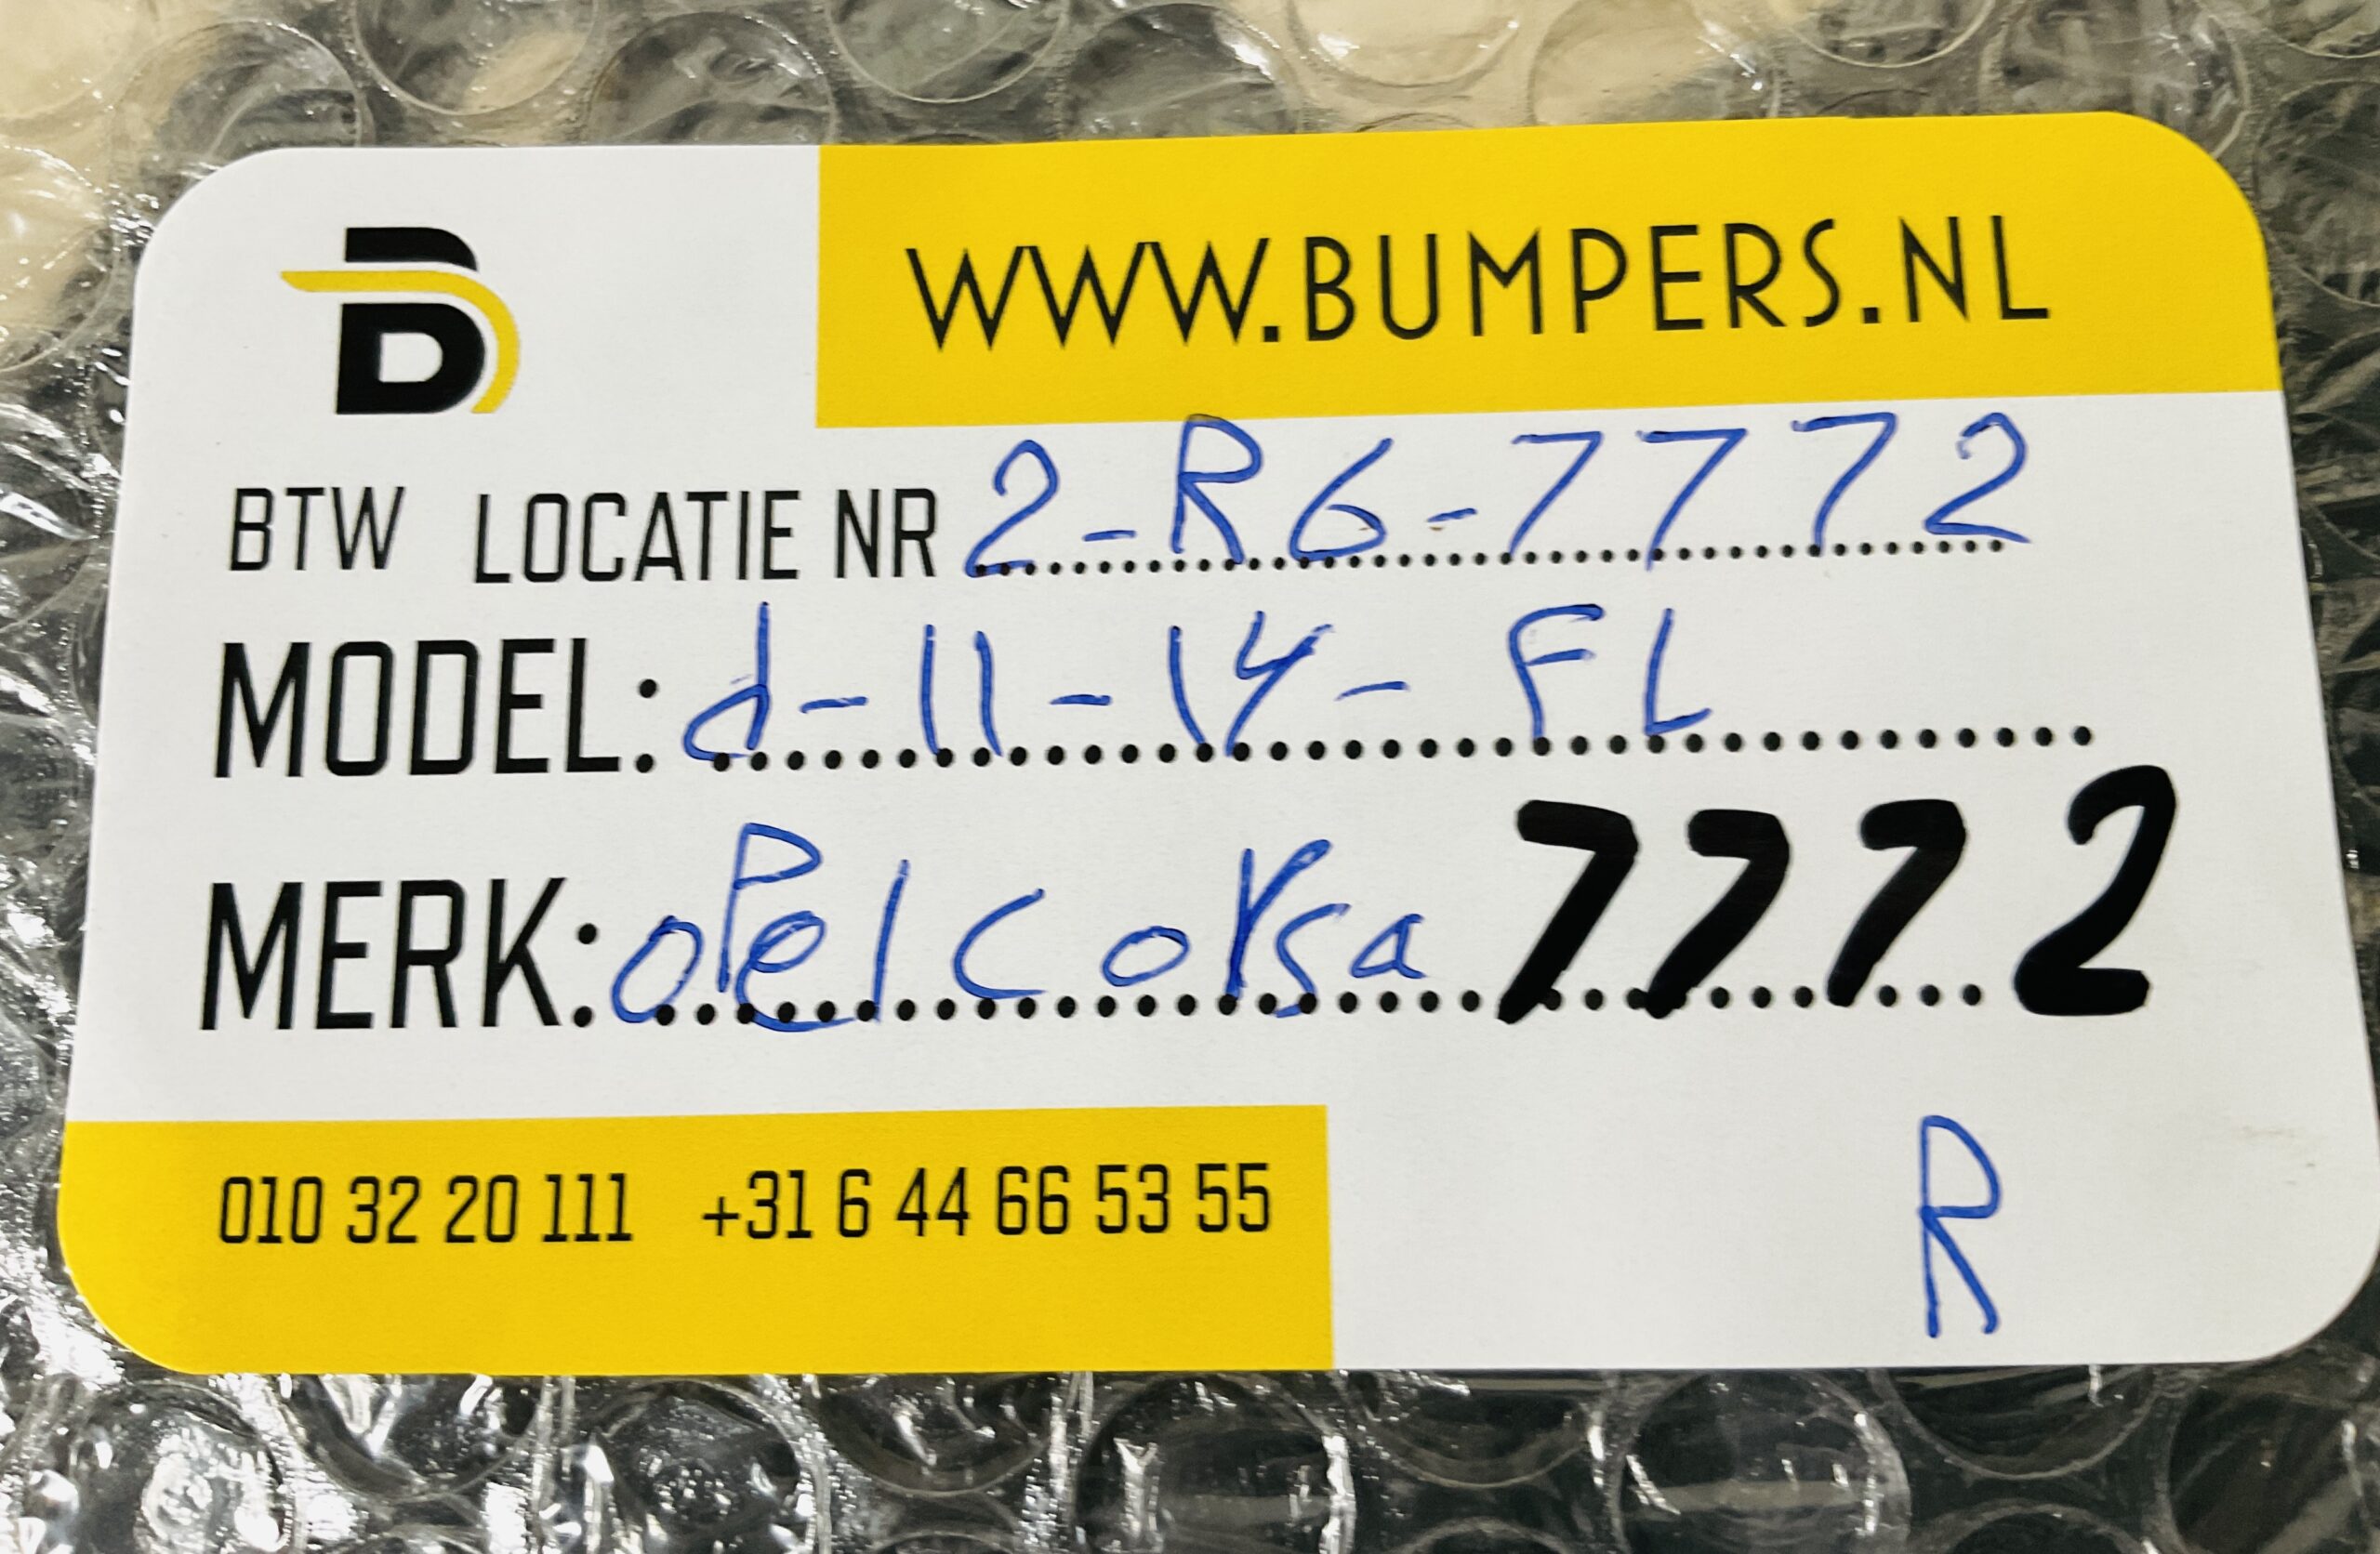 B
WWW.BUMPERS.NL
BTW LOCATIE NR 2-R6-7772
MODEL: d-11-14-FL
MERK: opel corsa 7772
010 32 20 111 +31 6 44 66 53 55
R